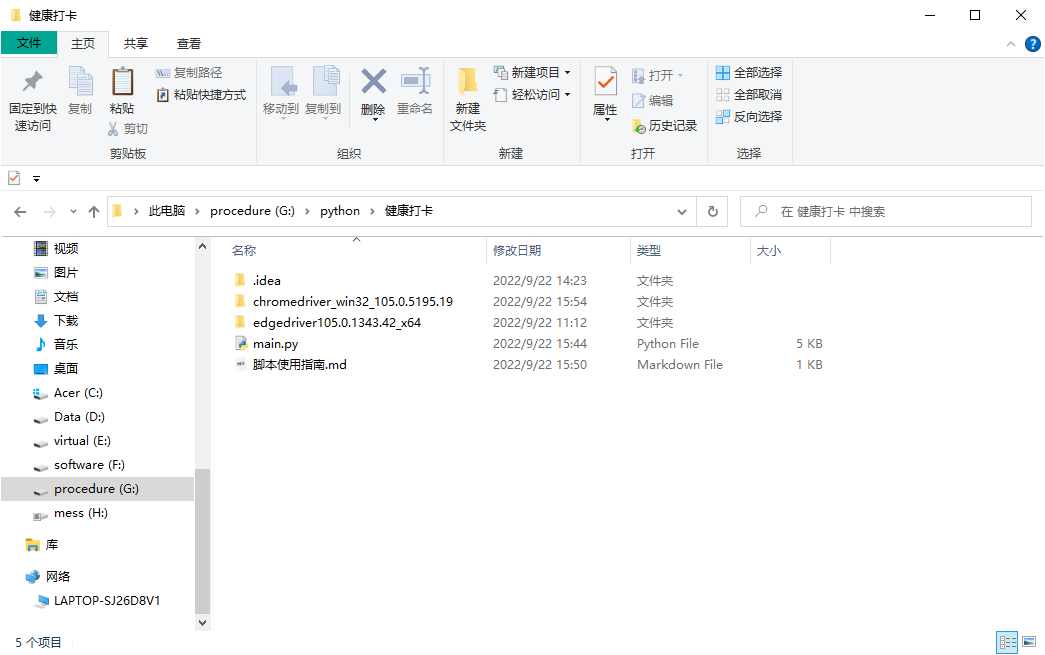 健康打卡
文件 主页 共享 查看
固定到快速访问
复制
粘贴
复制路径
粘贴快捷方式
剪切
剪贴板
移动到
复制到
删除
重命名
组织
新建文件夹
新建项目
轻松访问
新建
属性
打开
编辑
历史记录
打开
全部选择
全部取消
反向选择
选择
此电脑 › procedure (G:) › python › 健康打卡
在 健康打卡 中搜索
视频
图片
文档
下载
音乐
桌面
Acer (C:)
Data (D:)
virtual (E:)
software (F:)
procedure (G:)
mess (H:)
库
网络
LAPTOP-SJ26D8V1
名称 修改日期 类型 大小
.idea 2022/9/22 14:23 文件夹
chromedriver_win32_105.0.5195.19 2022/9/22 15:54 文件夹
edgedriver105.0.1343.42_x64 2022/9/22 11:12 文件夹
main.py 2022/9/22 15:44 Python File 5 KB
脚本使用指南.md 2022/9/22 15:50 Markdown File 1 KB
5 个项目